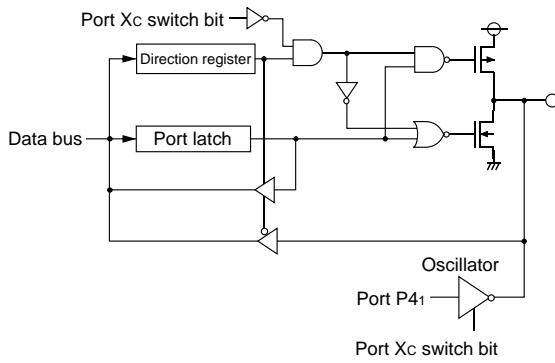 Port XC switch bit
Direction register
Data bus
Port latch
Oscillator
Port P41
Port XC switch bit